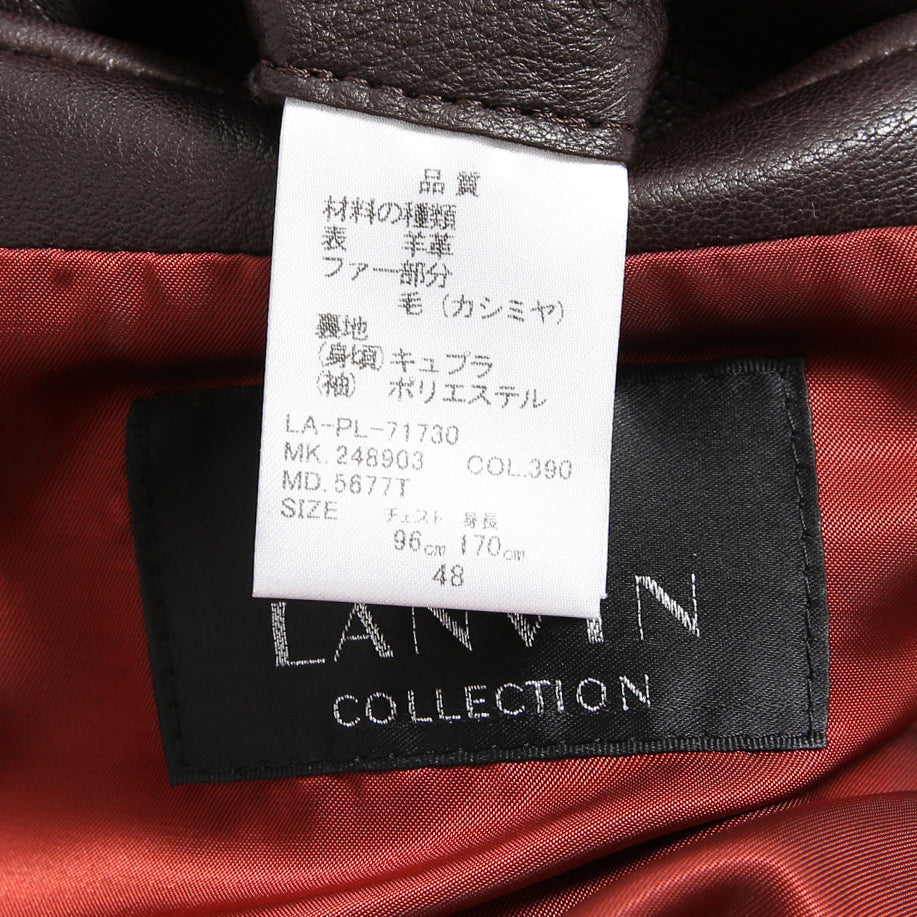 品質
材料の種類
表 羊革
ファー部分
毛 (カシミヤ)
裏地
(身頃) キュプラ
(袖) ポリエステル
LA-PL-71730
MK. 248903 COL.390
MD. 5677T
SIZE チェスト 身長
96cm 170cm
48
LANVIN
COLLECTION